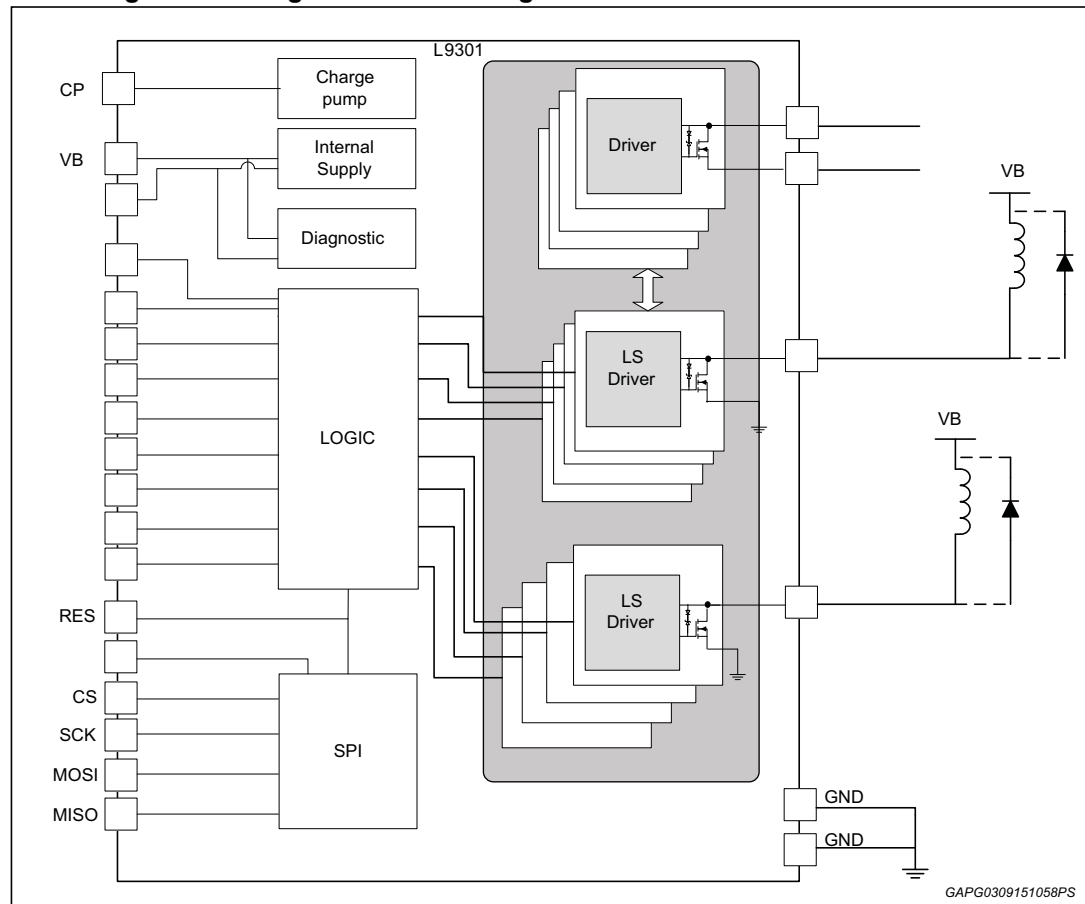 L9301
CP
Charge
pump
VB
Internal
Supply
Diagnostic
Driver
VB
LOGIC
LS
Driver
VB
LS
Driver
RES
CS
SCK
MOSI
MISO
SPI
GND
GND
GAPG0309151058PS